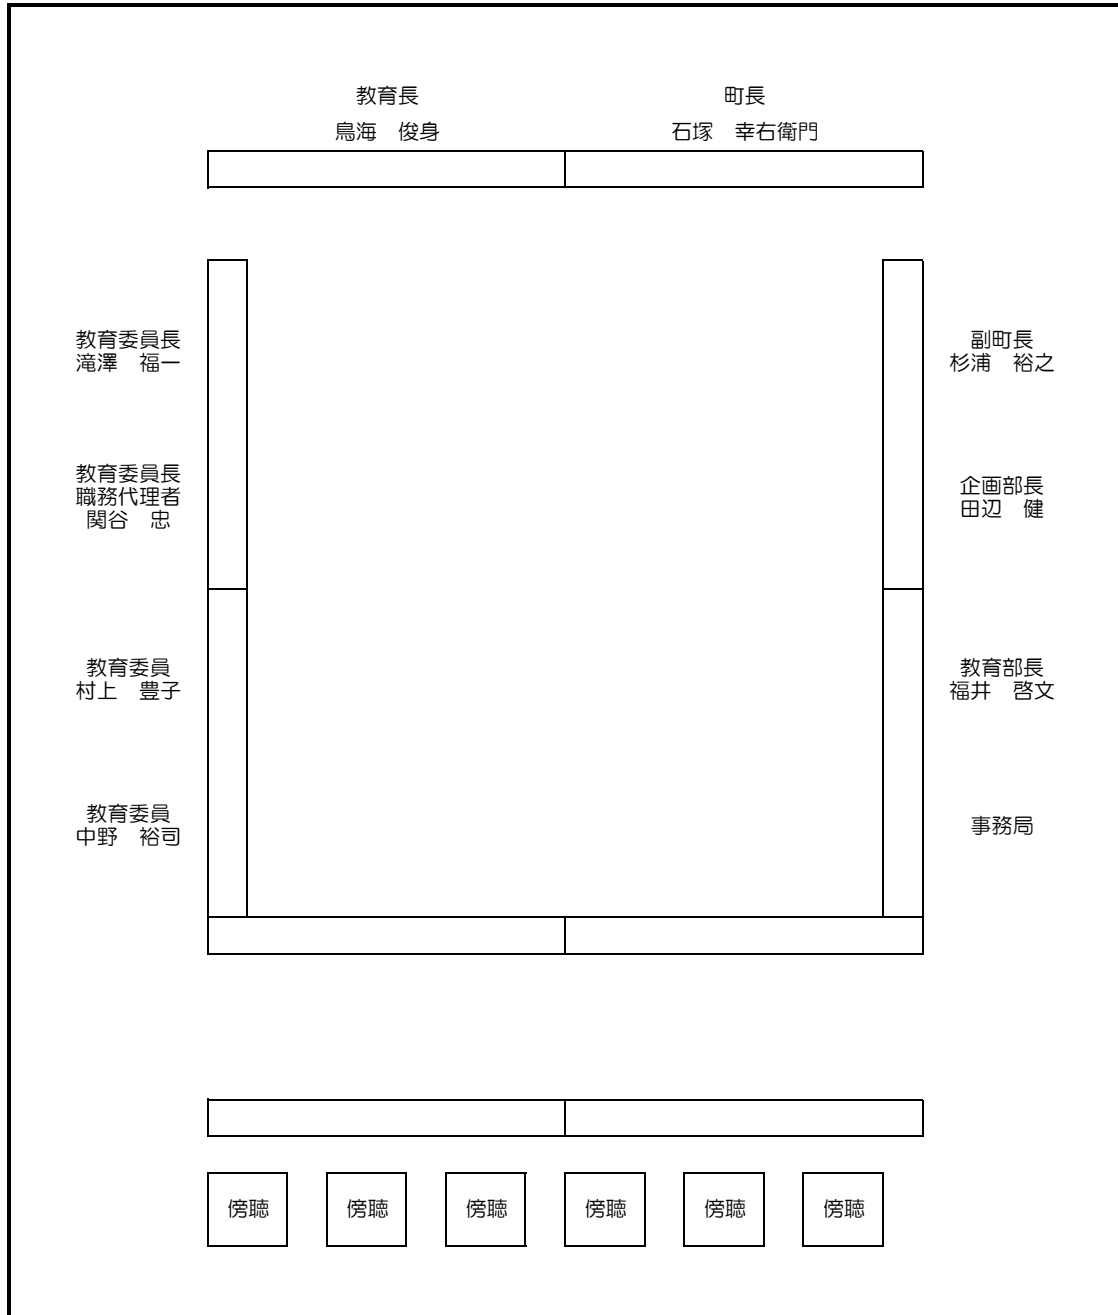 教育長　町長
鳥海　俊身　石塚　幸右衛門
教育委員長
滝澤　福一
教育委員長
職務代理者
関谷　忠
教育委員
村上　豊子
教育委員
中野　裕司
副町長
杉浦　裕之
企画部長
田辺　健
教育部長
福井　啓文
事務局
傍聴　傍聴　傍聴　傍聴　傍聴　傍聴